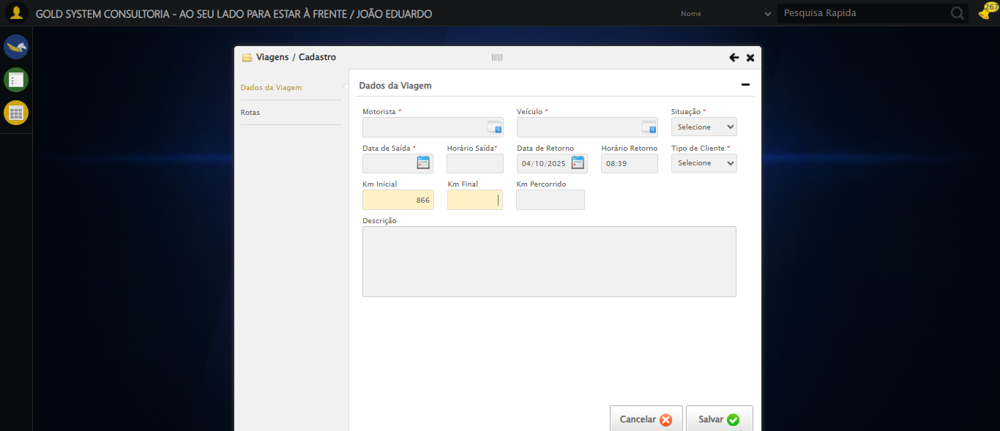 GOLD SYSTEM CONSULTORIA - AO SEU LADO PARA ESTAR À FRENTE / JOÃO EDUARDO
Nome
Pesquisa Rapida
267
Viagens / Cadastro
Dados da Viagem
Rotas
Dados da Viagem
Motorista * Veículo * Situação *
Selecione
Data de Saída * Horário Saída* Data de Retorno Horário Retorno Tipo de Cliente *
04/10/2025 08:39 Selecione
Km Inicial Km Final Km Percorrido
866
Descrição
Cancelar Salvar